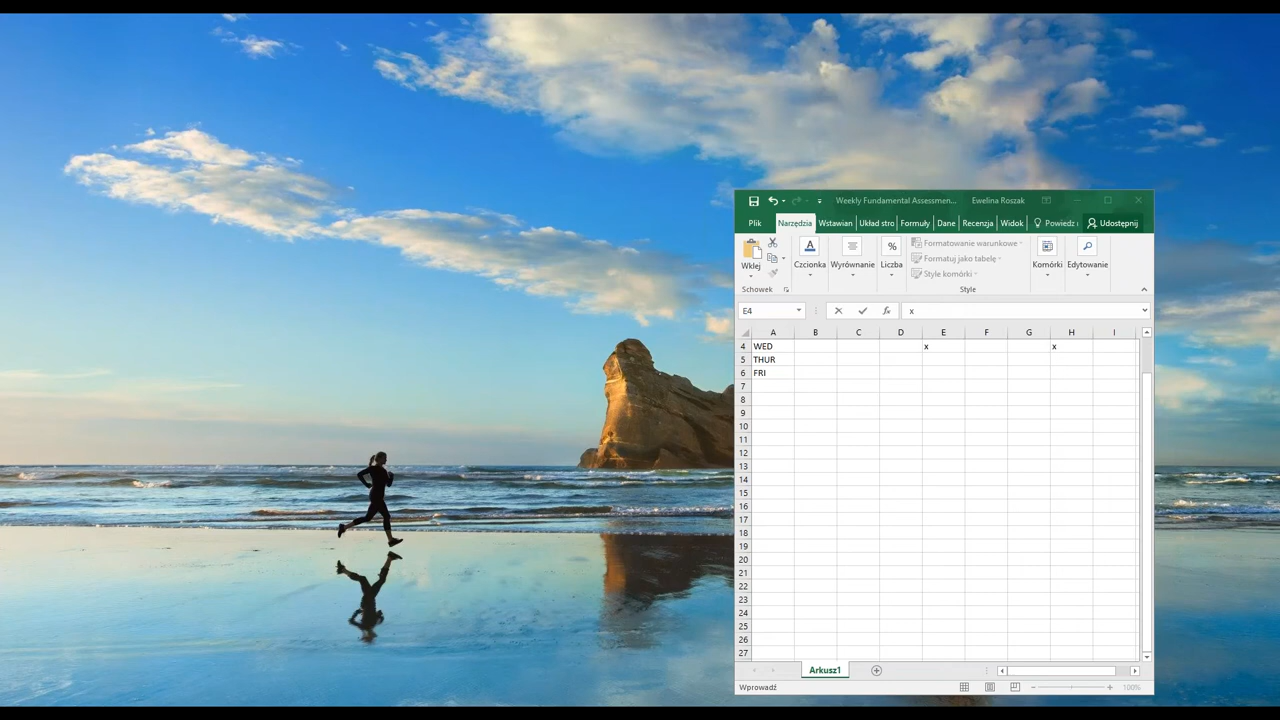 Weekly Fundamental Assessmen... Ewelina Roszak
Plik Narzędzia Wstawian Układ stro Formuły Dane Recenzja Widok Powiedz i Udostępnij
Wklej Czcionka Wyrównanie % Liczba Formatowanie warunkowe Komórki Edytowanie
Formatuj jako tabelę
Style komórki
Schowek Style
E4 fx x
A B C D E F G H I
4 WED x x
5 THUR
6 FRI
7
8
9
10
11
12
13
14
15
16
17
18
19
20
21
22
23
24
25
26
27
Arkusz1
Wprowadź 100%